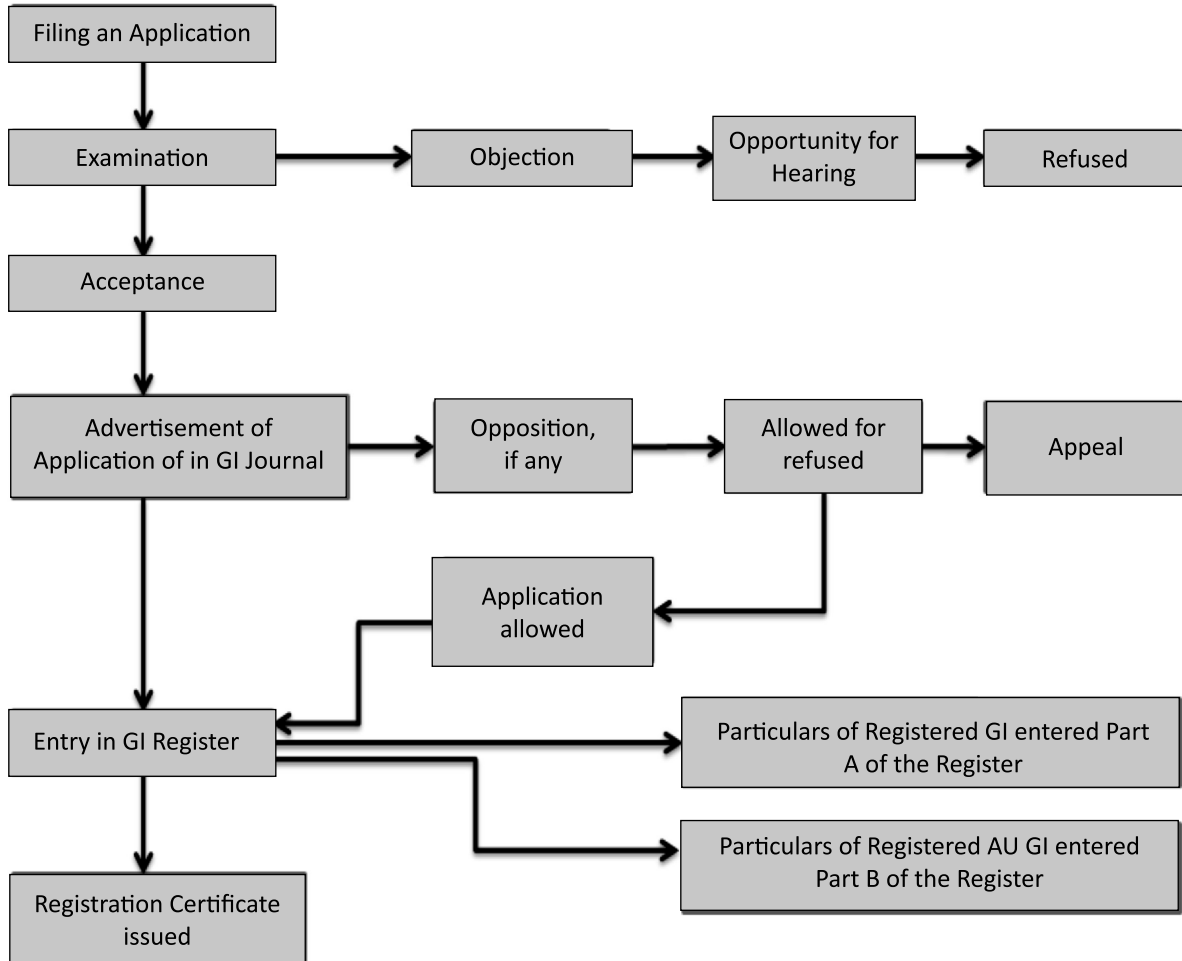 Filing an Application
Examination
Objection
Opportunity for
Hearing
Refused
Acceptance
Advertisement of
Application of in GI Journal
Opposition,
if any
Allowed for
refused
Appeal
Application
allowed
Entry in GI Register
Particulars of Registered GI entered Part
A of the Register
Particulars of Registered AU GI entered
Part B of the Register
Registration Certificate
issued